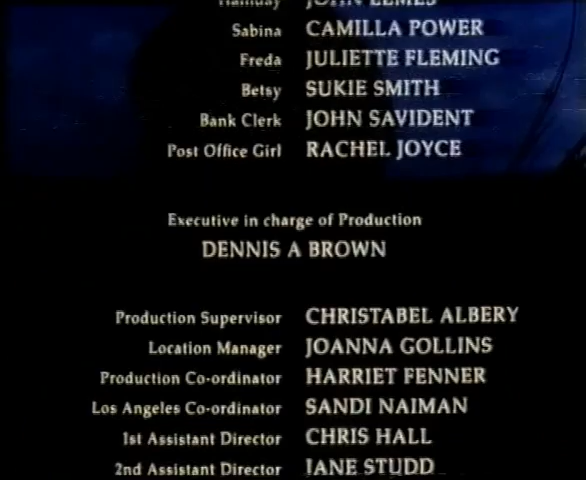 JOHN
Sabina CAMILLA POWER
Freda JULIETTE FLEMING
Betsy SUKIE SMITH
Bank Clerk JOHN SAVIDENT
Post Office Girl RACHEL JOYCE
Executive in charge of Production
DENNIS A BROWN
Production Supervisor CHRISTABEL ALBERY
Location Manager JOANNA GOLLINS
Production Co-ordinator HARRIET FENNER
Los Angeles Co-ordinator SANDI NAIMAN
1st Assistant Director CHRIS HALL
2nd Assistant Director JANE STUDD